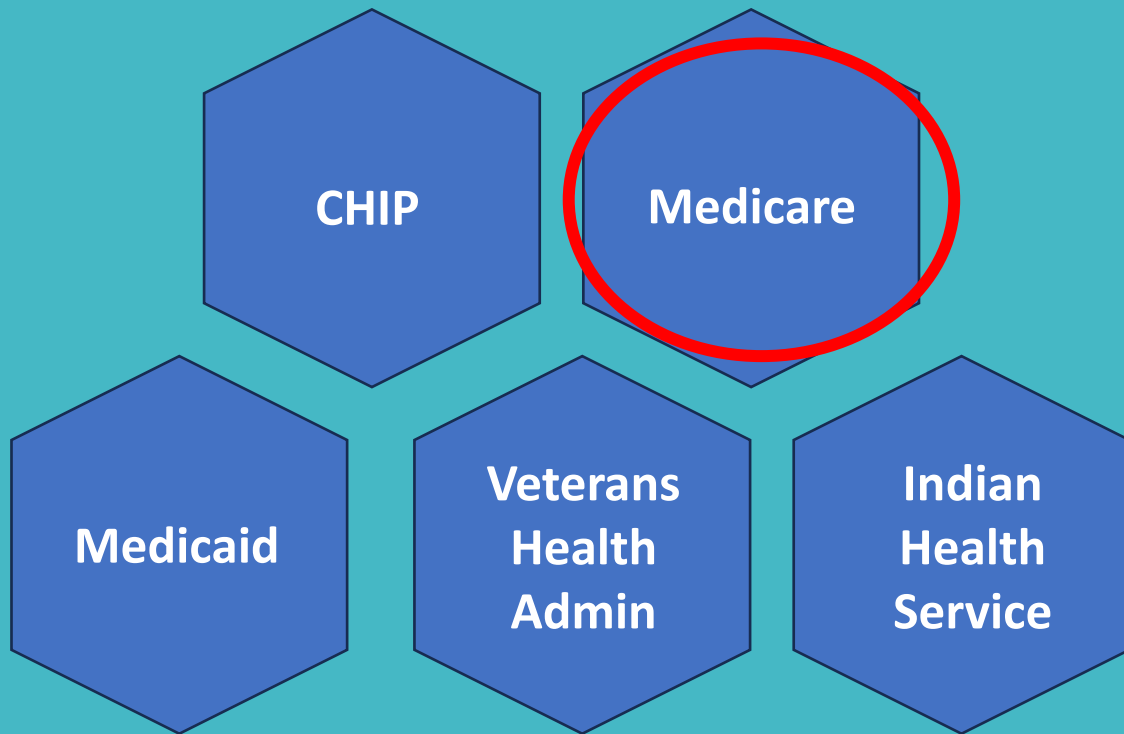 CHIP
Medicare
Medicaid
Veterans
Health
Admin
Indian
Health
Service